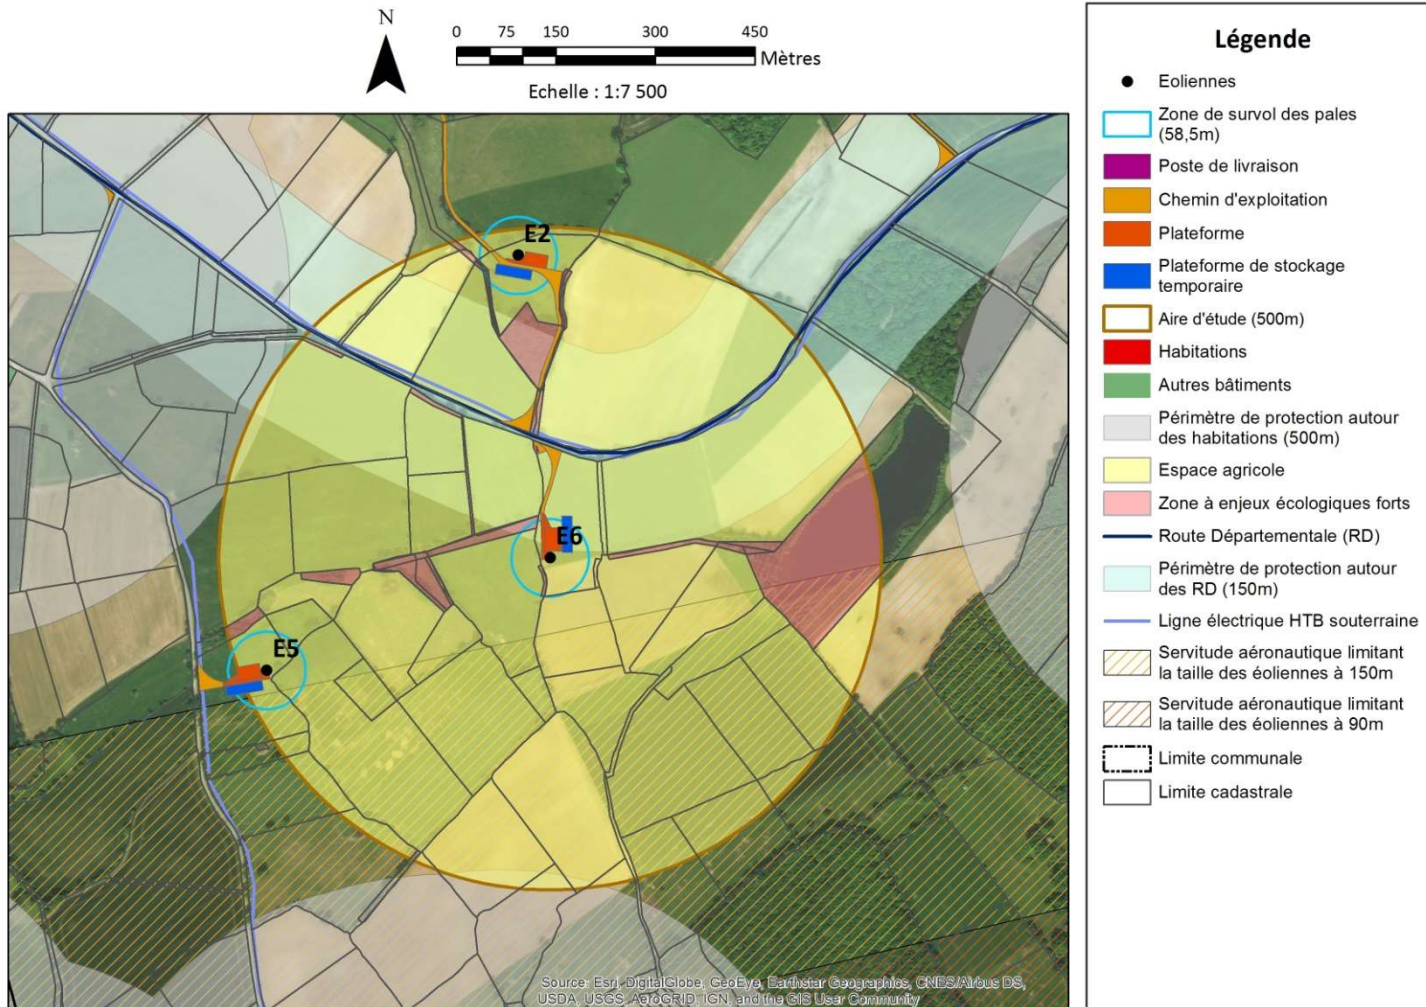 N
0 75 150 300 450
Mètres
Echelle : 1:7 500
E2
E6
E5
Source: Esri, DigitalGlobe, GeoEye, Earthstar Geographics, CNES/Airbus DS,
USDA, USGS, AeroGRID, IGN, and the GIS User Community
Légende
Eoliennes
Zone de survol des pales
(58,5m)
Poste de livraison
Chemin d'exploitation
Plateforme
Plateforme de stockage
temporaire
Aire d'étude (500m)
Habitations
Autres bâtiments
Périmètre de protection autour
des habitations (500m)
Espace agricole
Zone à enjeux écologiques forts
Route Départementale (RD)
Périmètre de protection autour
des RD (150m)
Ligne électrique HTB souterraine
Servitude aéronautique limitant
la taille des éoliennes à 150m
Servitude aéronautique limitant
la taille des éoliennes à 90m
Limite communale
Limite cadastrale